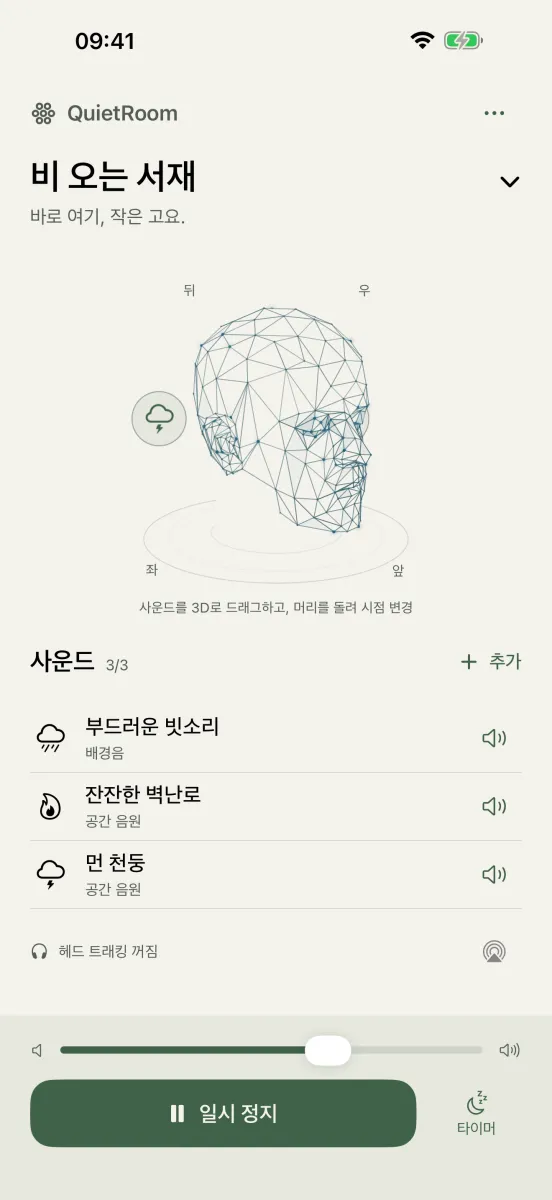 09:41
QuietRoom
비 오는 서재
바로 여기, 작은 고요.
뒤 우
좌 앞
사운드를 3D로 드래그하고, 머리를 돌려 시점 변경
사운드 3/3 + 추가
부드러운 빗소리
배경음
잔잔한 벽난로
공간 음원
먼 천둥
공간 음원
헤드 트래킹 꺼짐
일시 정지
타이머